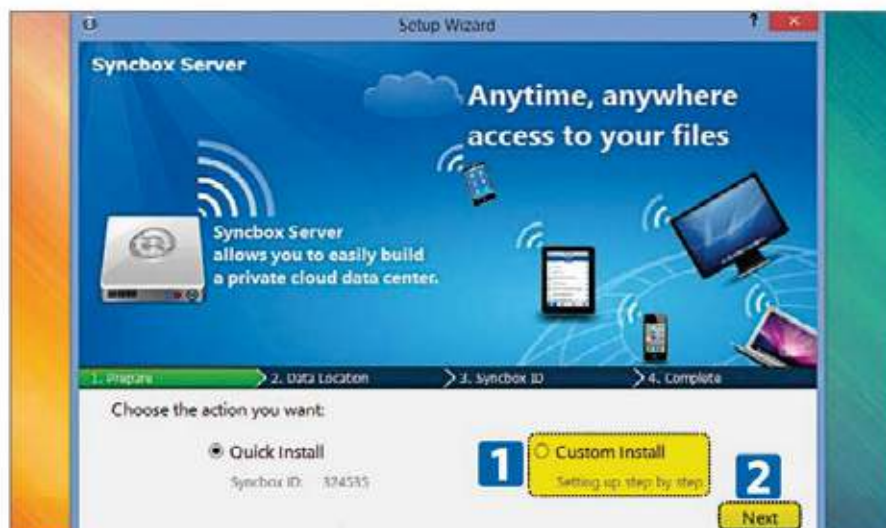 Setup Wizard
?
Syncbox Server
Anytime, anywhere
access to your files
Syncbox Server
allows you to easily build
a private cloud data center.
1. Prepare 2. Data Location 3. Syncbox ID 4. Complete
Choose the action you want:
Quick Install
Custom Install
Syncbox ID: 324535
Setting up step by step
1
2
Next